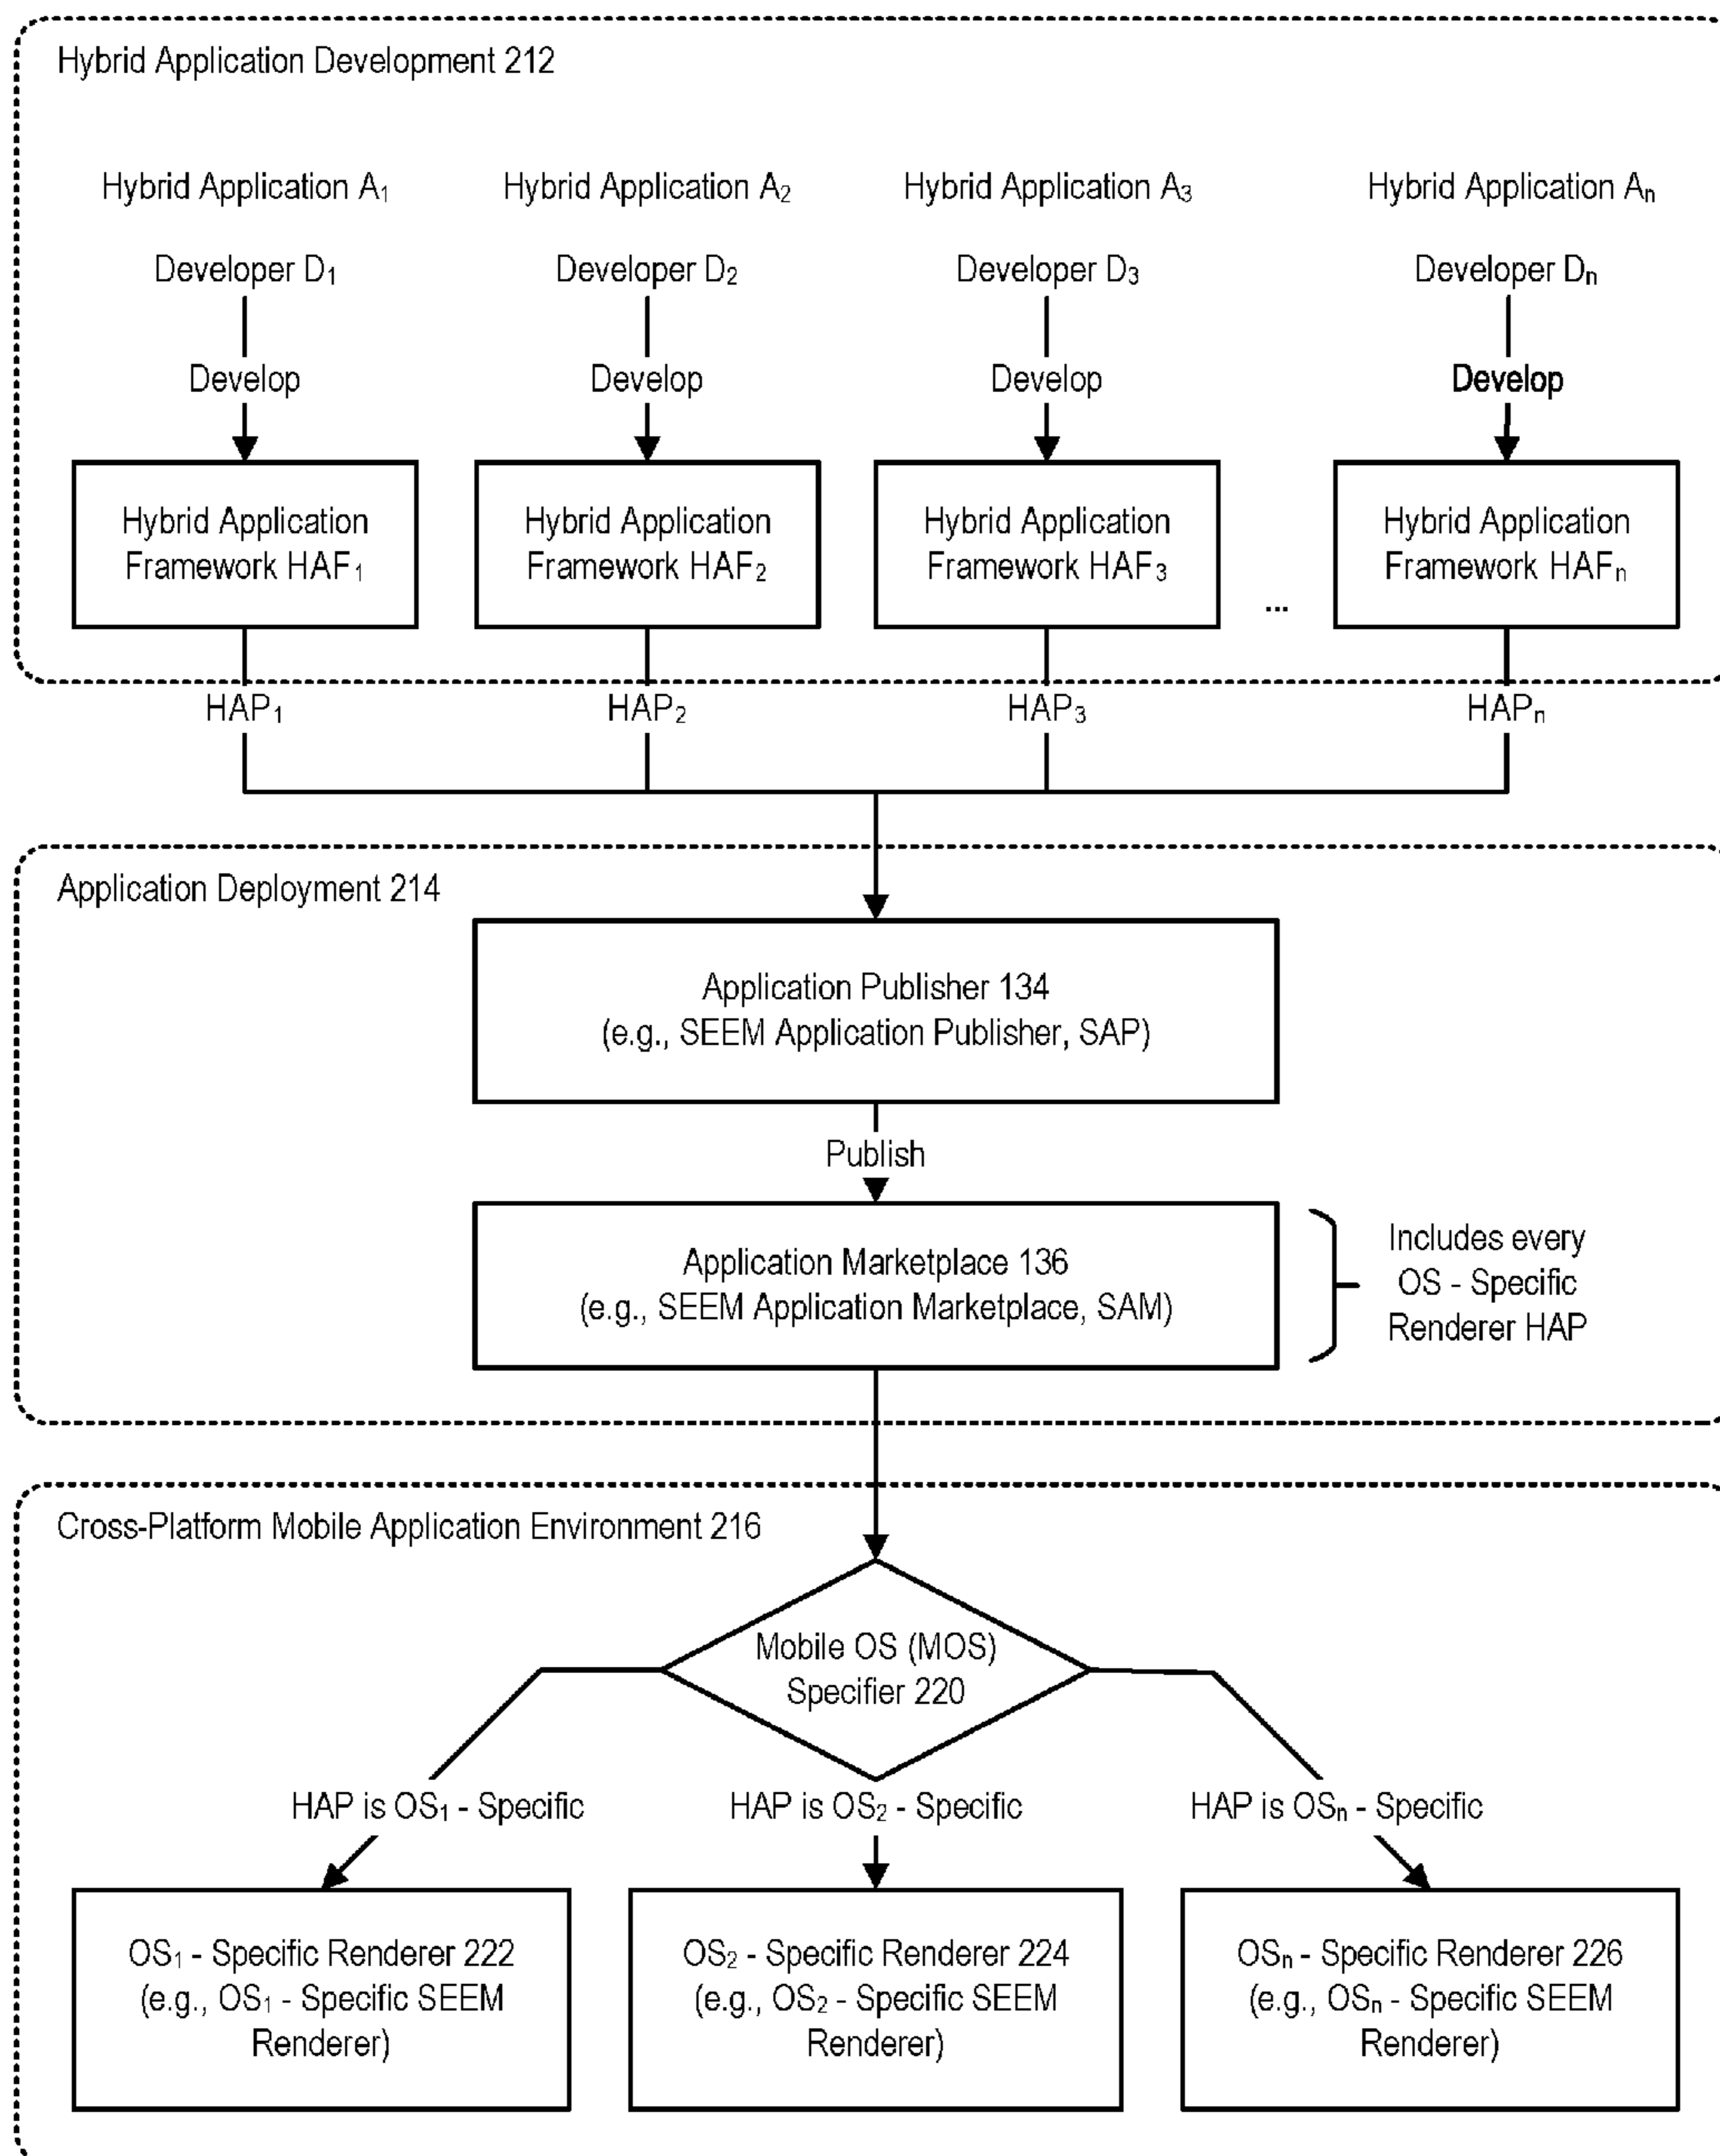 Hybrid Application Development 212
Hybrid Application A₁
Hybrid Application A₂
Hybrid Application A₃
Hybrid Application Aₙ
Developer D₁
Developer D₂
Developer D₃
Developer Dₙ
Develop
Develop
Develop
Develop
Hybrid Application
Framework HAF₁
Hybrid Application
Framework HAF₂
Hybrid Application
Framework HAF₃
...
Hybrid Application
Framework HAFₙ
HAP₁
HAP₂
HAP₃
HAPₙ
Application Deployment 214
Application Publisher 134
(e.g., SEEM Application Publisher, SAP)
Publish
Application Marketplace 136
(e.g., SEEM Application Marketplace, SAM)
Includes every
OS - Specific
Renderer HAP
Cross-Platform Mobile Application Environment 216
Mobile OS (MOS)
Specifier 220
HAP is OS₁ - Specific
HAP is OS₂ - Specific
HAP is OSₙ - Specific
OS₁ - Specific Renderer 222
(e.g., OS₁ - Specific SEEM
Renderer)
OS₂ - Specific Renderer 224
(e.g., OS₂ - Specific SEEM
Renderer)
OSₙ - Specific Renderer 226
(e.g., OSₙ - Specific SEEM
Renderer)